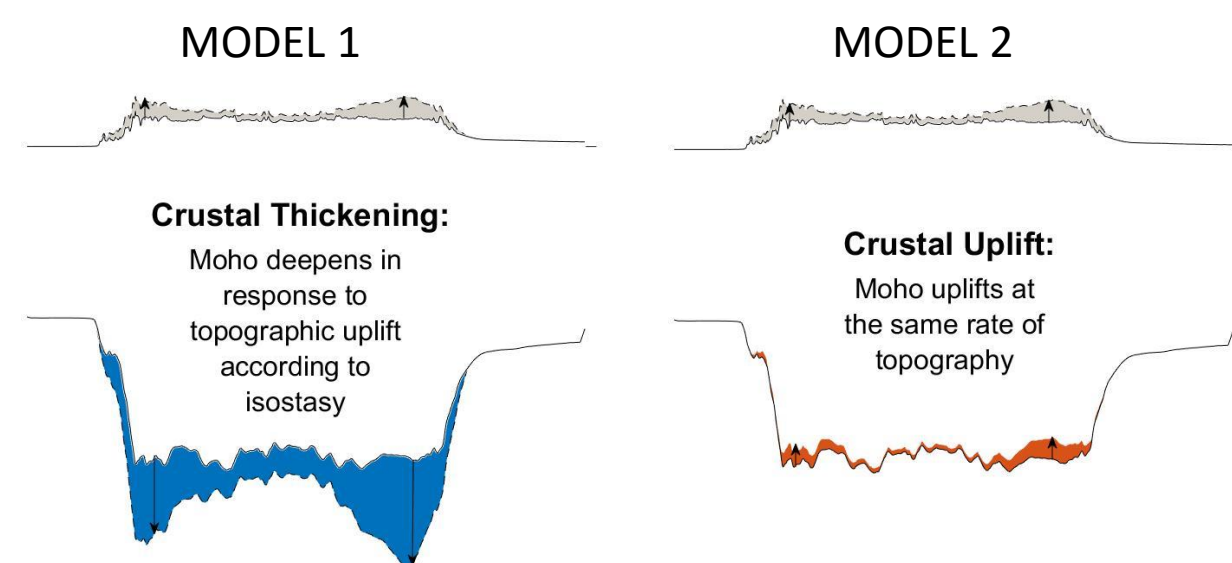 MODEL 1
Crustal Thickening:
Moho deepens in
response to
topographic uplift
according to
isostasy
MODEL 2
Crustal Uplift:
Moho uplifts at
the same rate of
topography